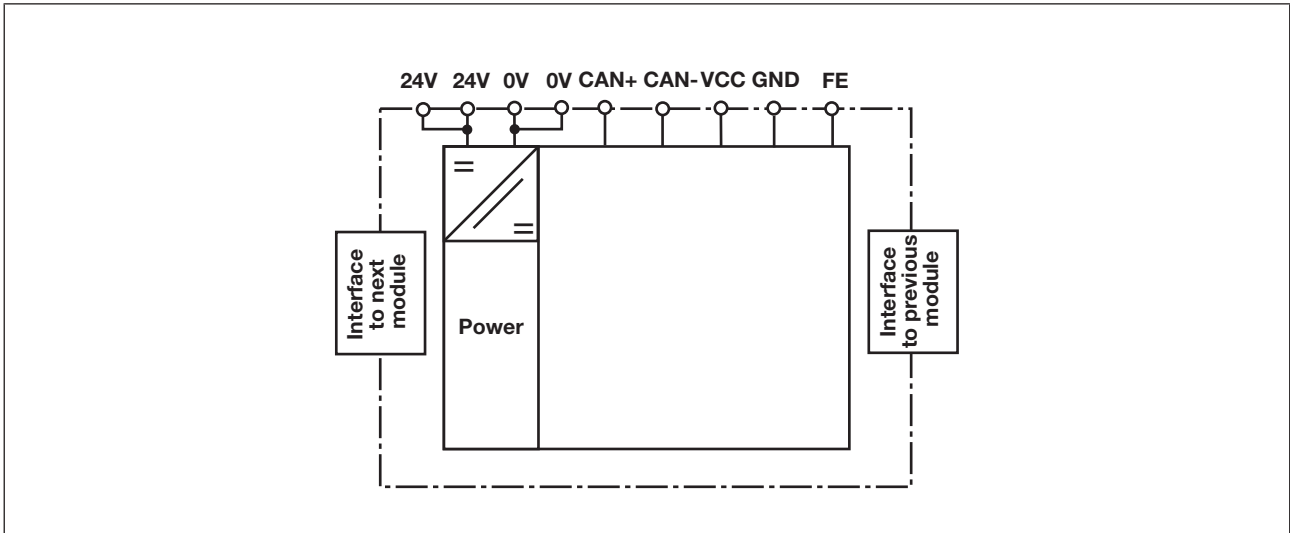 24V 24V 0V 0V CAN+ CAN- VCC GND FE
Interface
to next
module
Power
Interface
to previous
module